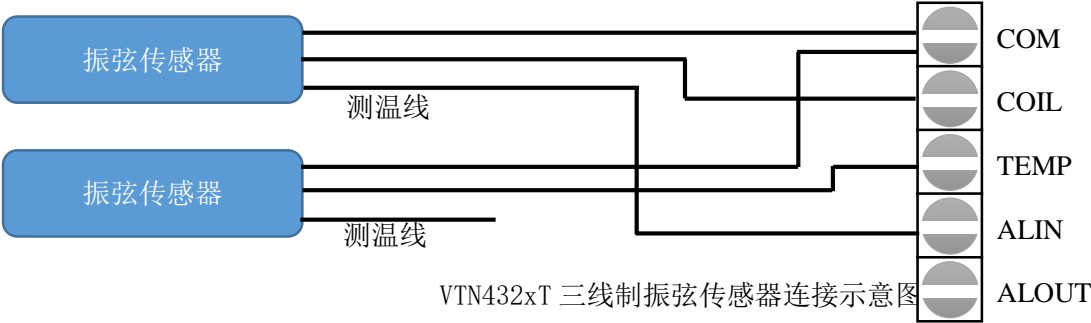 振弦传感器
测温线
振弦传感器
测温线
COM
COIL
TEMP
ALIN
ALOUT
VTN432xT 三线制振弦传感器连接示意图